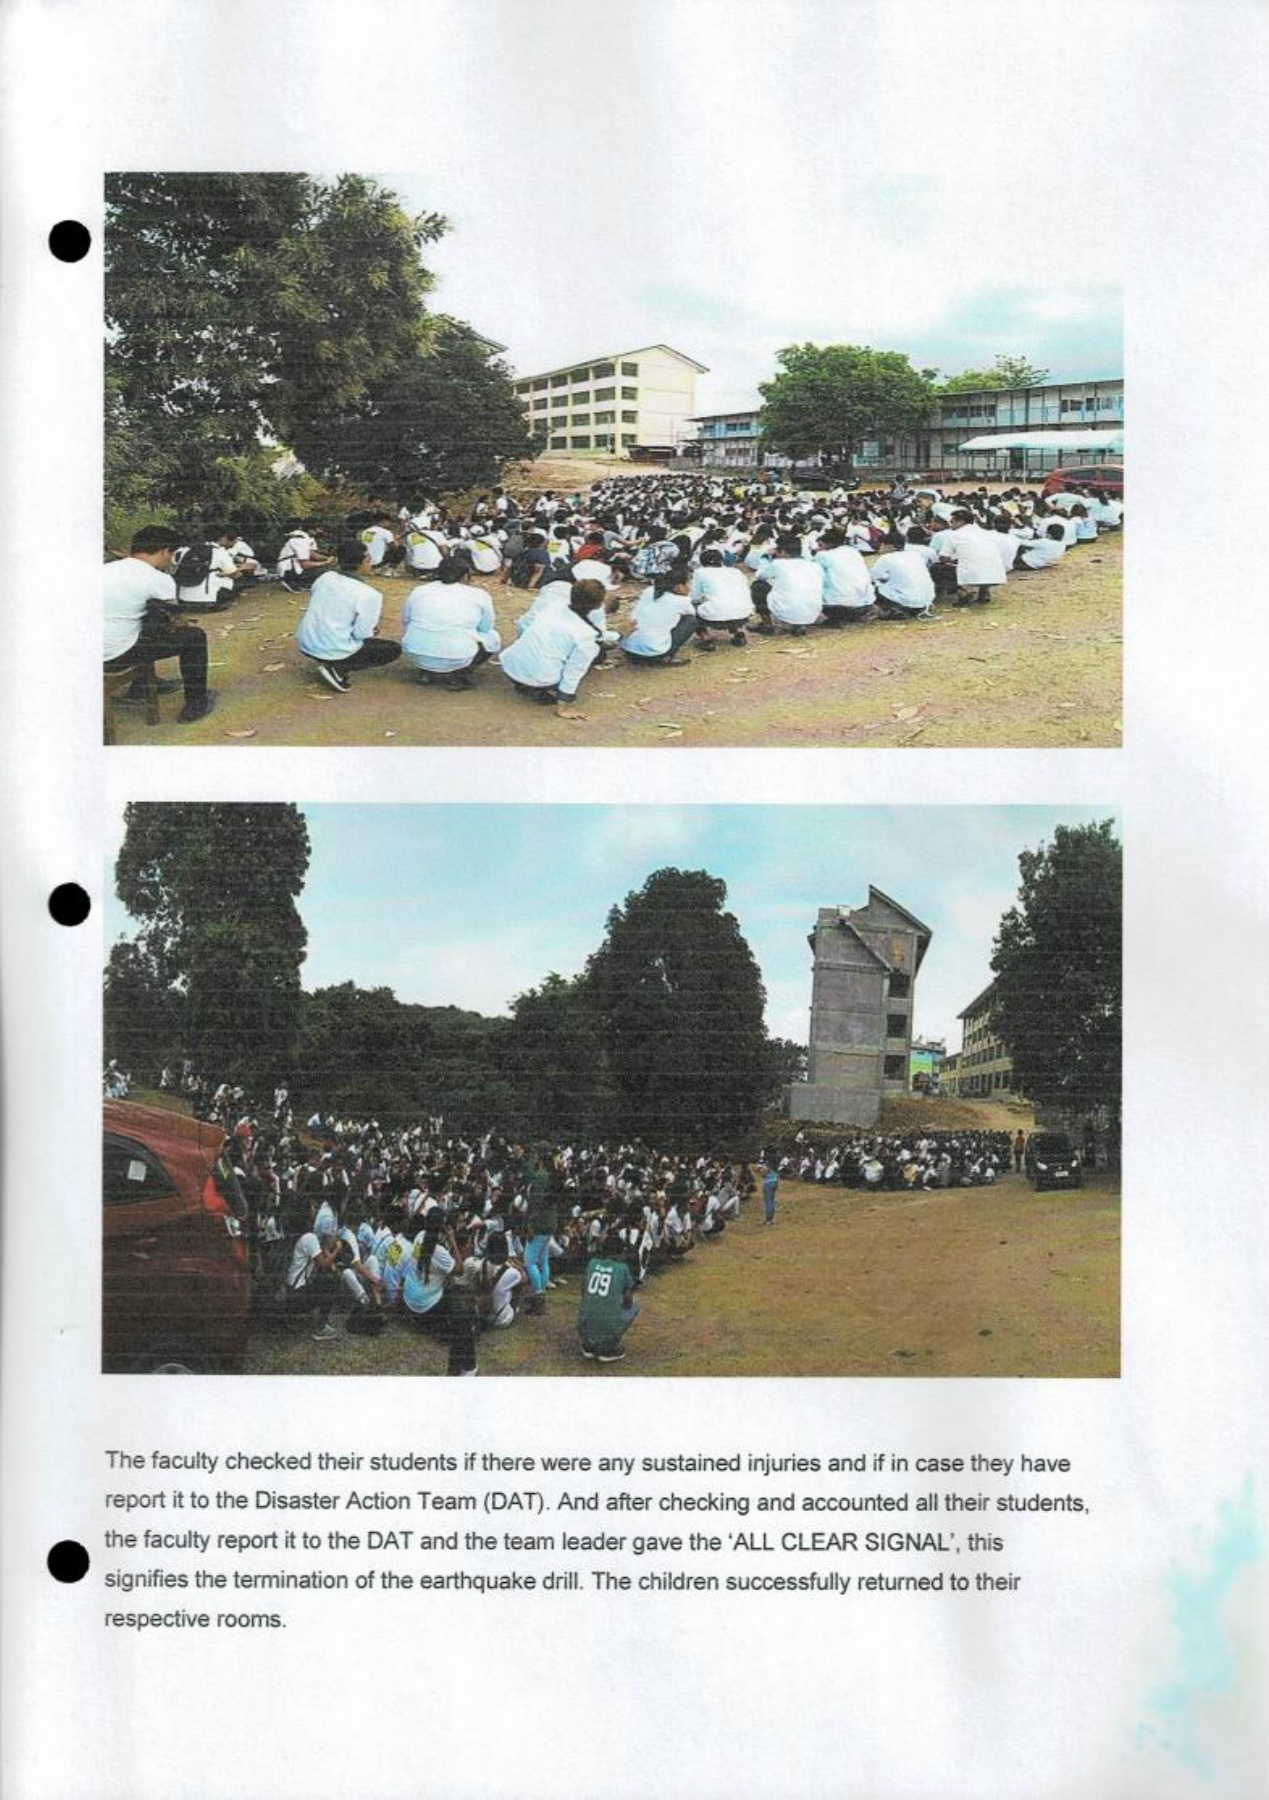 09
The faculty checked their students if there were any sustained injuries and if in case they have
report it to the Disaster Action Team (DAT). And after checking and accounted all their students,
the faculty report it to the DAT and the team leader gave the ‘ALL CLEAR SIGNAL’, this
signifies the termination of the earthquake drill. The children successfully returned to their
respective rooms.